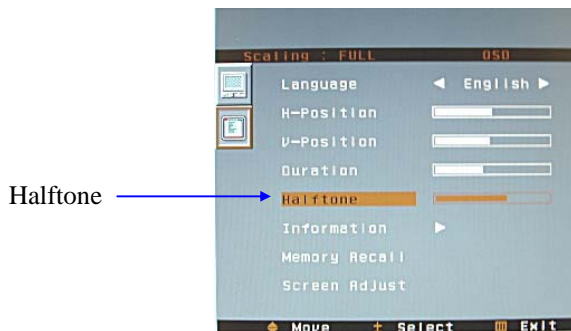 Scaling : FULL OSD
Language English
H-Position
V-Position
Duration
Halftone
Halftone
Information
Memory Recall
Screen Adjust
Move + Select Exit